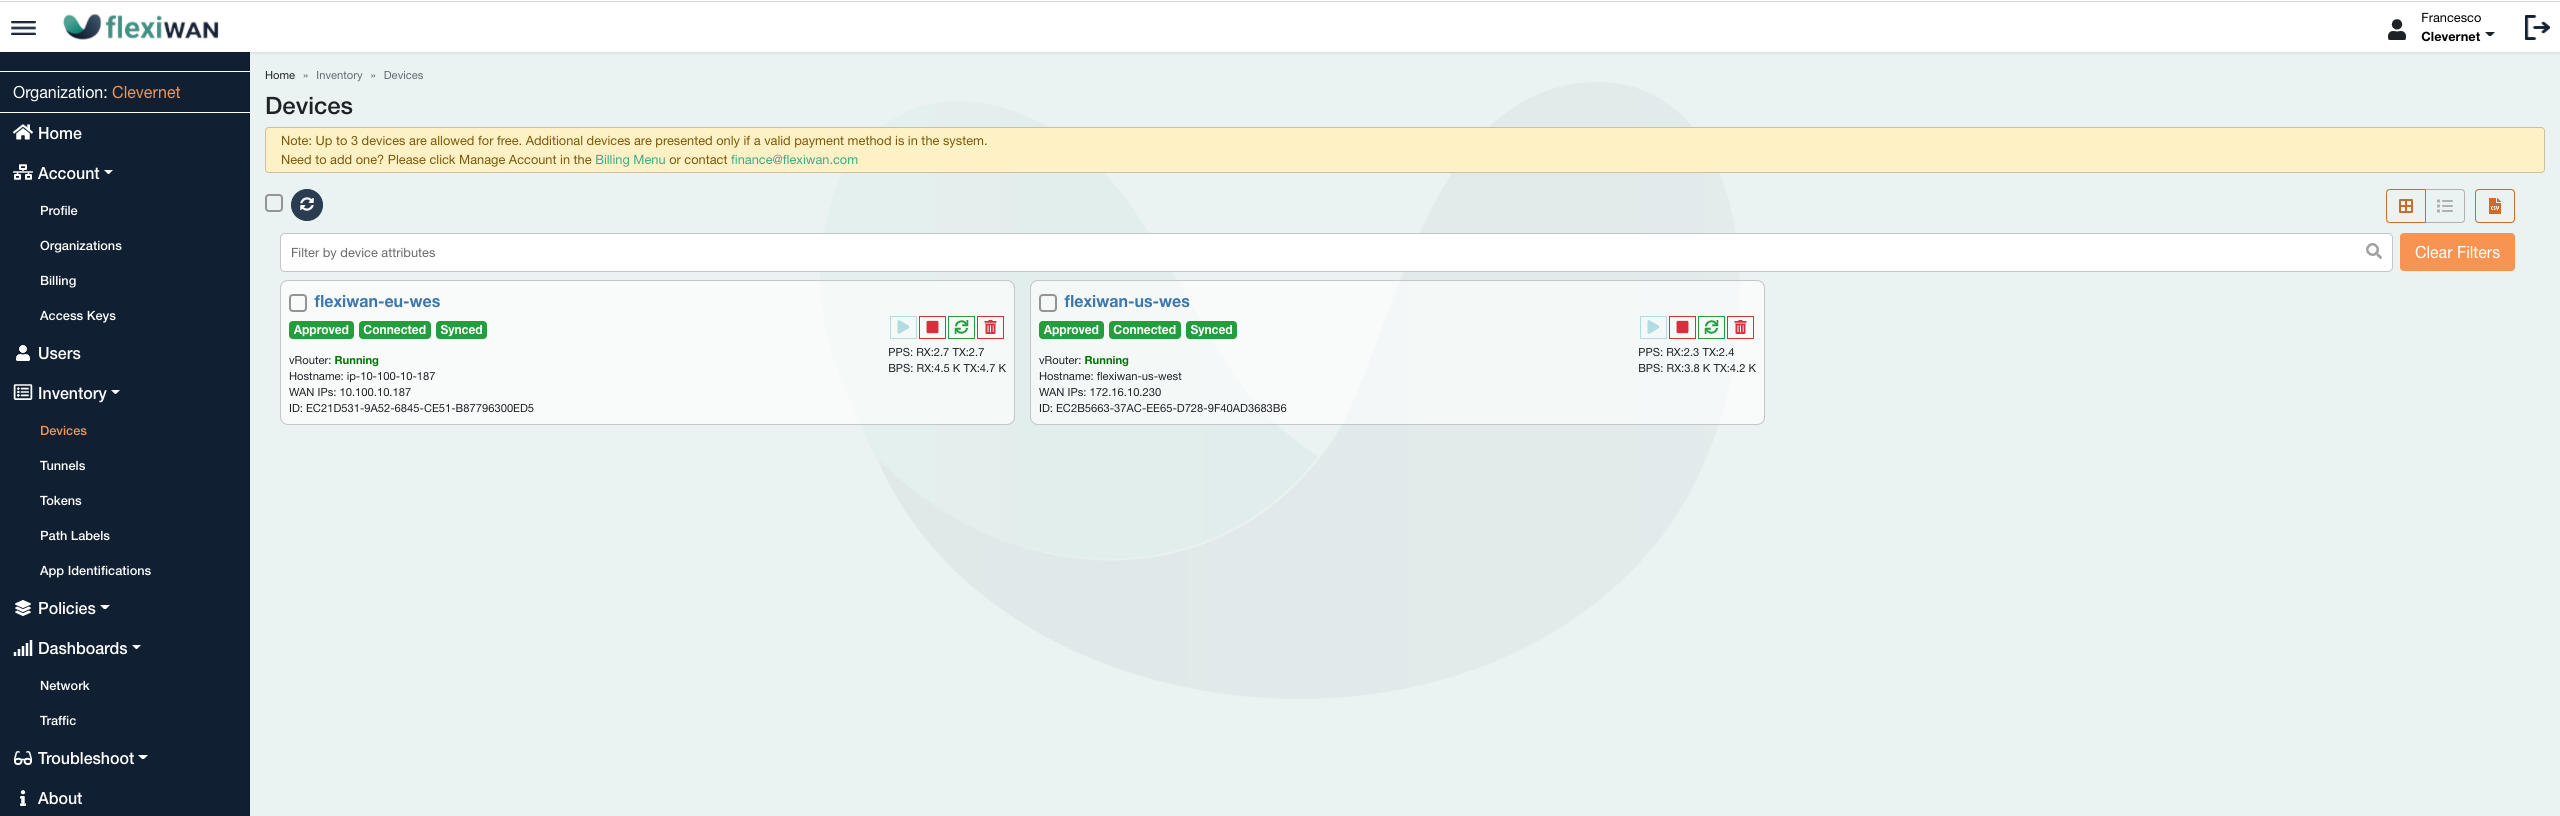 flexiWAN
Francesco
Clevernet
Organization: Clevernet
Home
Account
Profile
Organizations
Billing
Access Keys
Users
Inventory
Devices
Tunnels
Tokens
Path Labels
App Identifications
Policies
Dashboards
Network
Traffic
Troubleshoot
About
Home » Inventory » Devices
Devices
Note: Up to 3 devices are allowed for free. Additional devices are presented only if a valid payment method is in the system.
Need to add one? Please click Manage Account in the Billing Menu or contact finance@flexiwan.com
CSV
Filter by device attributes
Clear Filters
flexiwan-eu-wes
Approved Connected Synced
vRouter: Running
Hostname: ip-10-100-10-187
WAN IPs: 10.100.10.187
ID: EC21D531-9A52-6845-CE51-B87796300ED5
PPS: RX:2.7 TX:2.7
BPS: RX:4.5 K TX:4.7 K
flexiwan-us-wes
Approved Connected Synced
vRouter: Running
Hostname: flexiwan-us-west
WAN IPs: 172.16.10.230
ID: EC2B5663-37AC-EE65-D728-9F40AD3683B6
PPS: RX:2.3 TX:2.4
BPS: RX:3.8 K TX:4.2 K